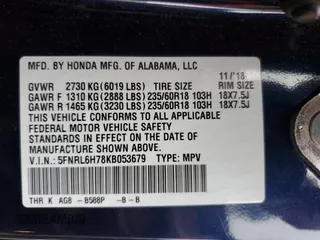 MFD. BY HONDA MFG. OF ALABAMA, LLC
11/'18
GVWR 2730 KG(6019 LBS) TIRE SIZE RIM SIZE
GAWR F 1310 KG(2888 LBS) 235/60R18 103H 18X7.5J
GAWR R 1465 KG(3230 LBS) 235/60R18 103H 18X7.5J
THIS VEHICLE CONFORMS TO ALL APPLICABLE
FEDERAL MOTOR VEHICLE SAFETY
STANDARDS IN EFFECT ON THE DATE OF
MANUFACTURE SHOWN ABOVE.
V.I.N.: 5FNRL6H78KB053679 TYPE: MPV
THR K AG8 -B588P -B-B